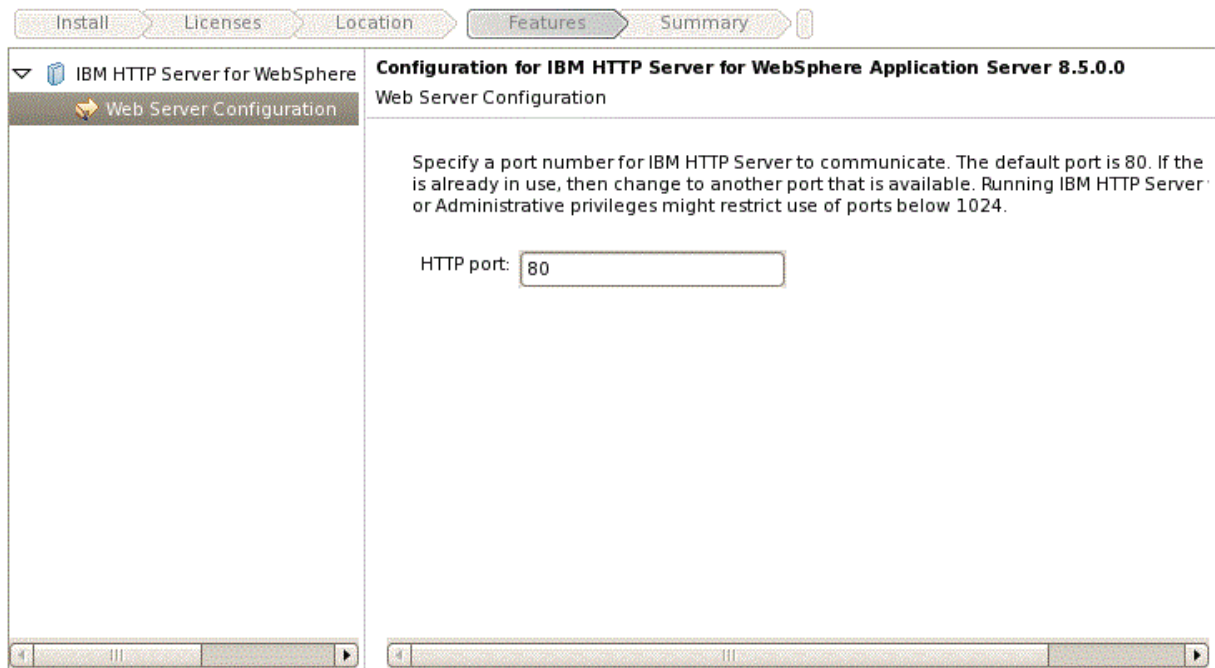 Install
Licenses
Location
Features
Summary
IBM HTTP Server for WebSphere
Web Server Configuration
Configuration for IBM HTTP Server for WebSphere Application Server 8.5.0.0
Web Server Configuration
Specify a port number for IBM HTTP Server to communicate. The default port is 80. If the
is already in use, then change to another port that is available. Running IBM HTTP Server
or Administrative privileges might restrict use of ports below 1024.
HTTP port: 80